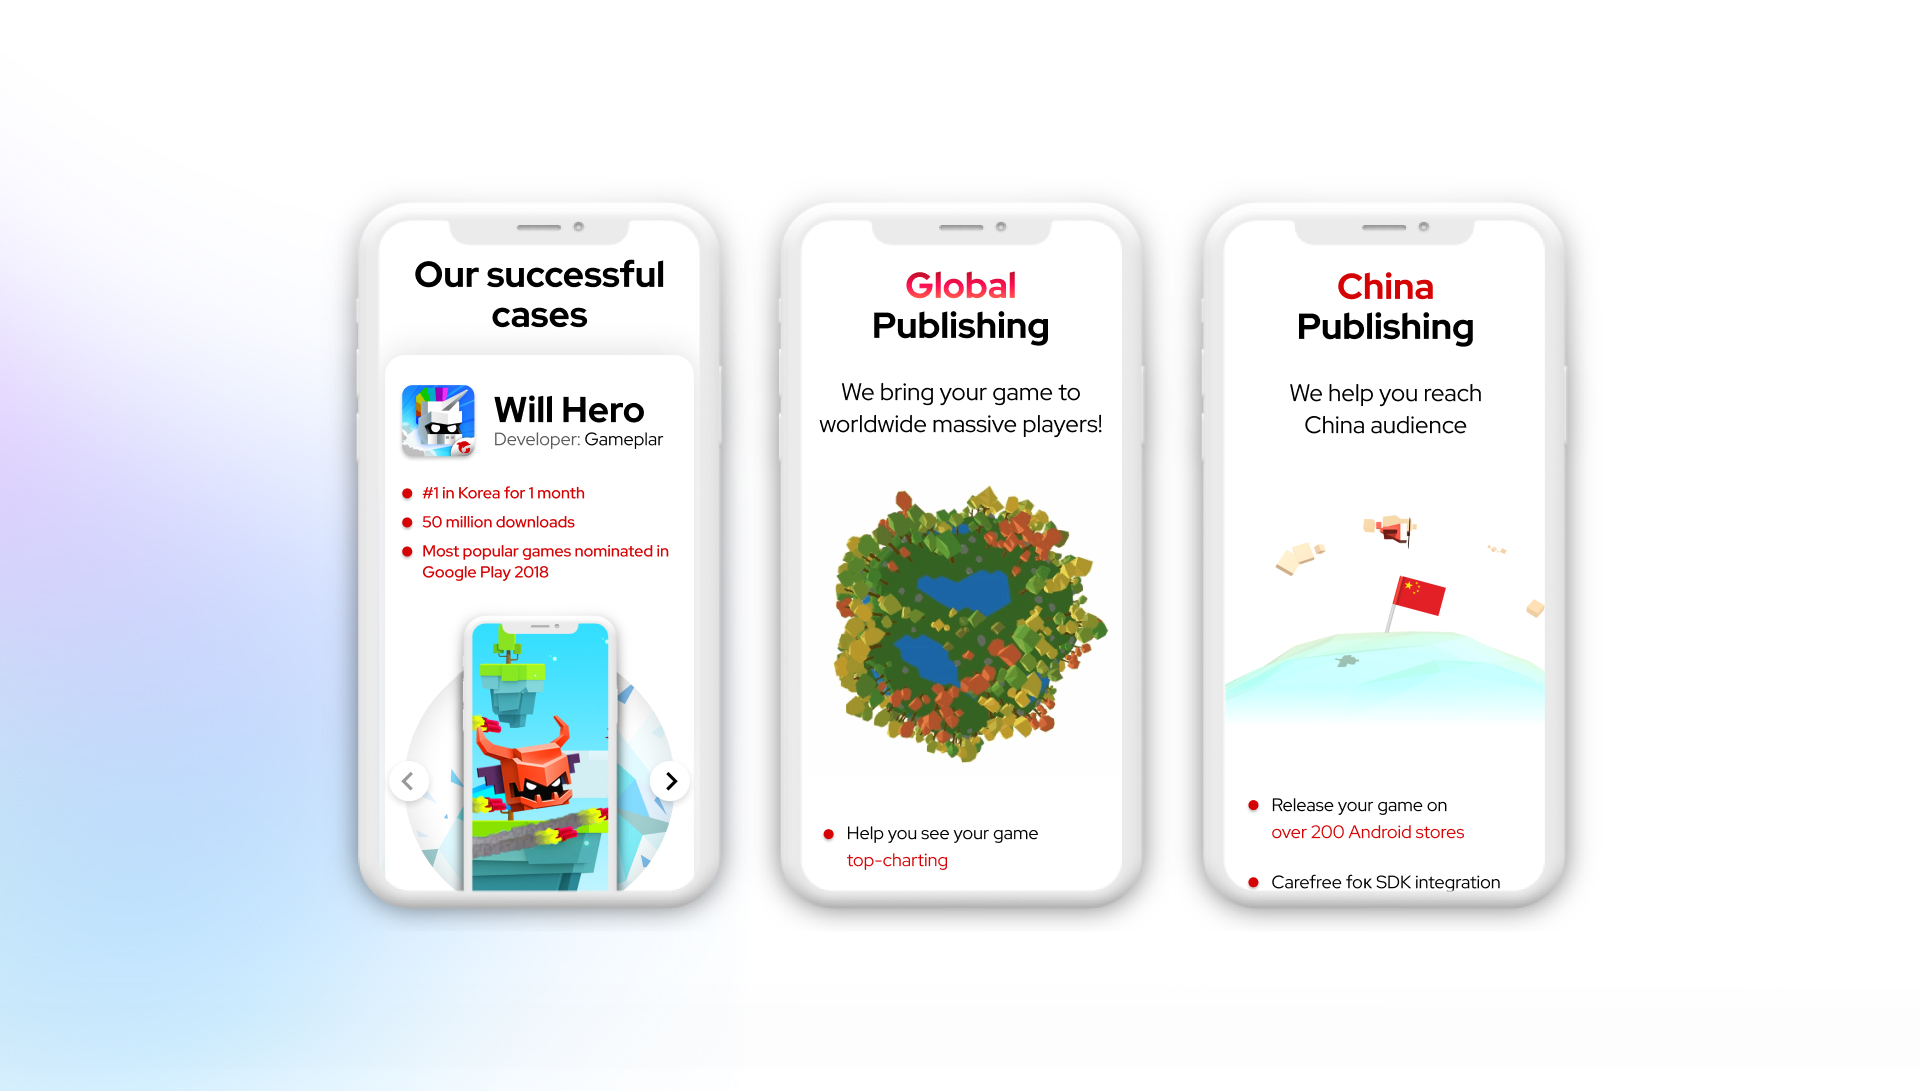 Our successful
cases
Will Hero
Developer: Gameplar
#1 in Korea for 1 month
50 million downloads
Most popular games nominated in
Google Play 2018
Global
Publishing
We bring your game to
worldwide massive players!
Help you see your game
top-charting
China
Publishing
We help you reach
China audience
Release your game on
over 200 Android stores
Carefree foк SDK integration